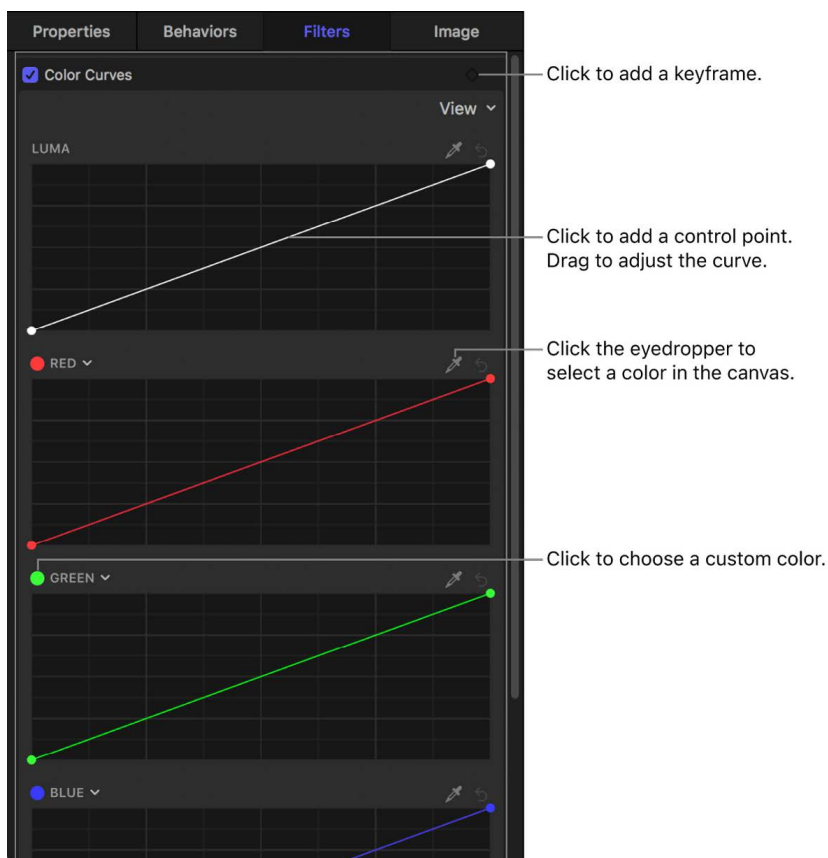 Properties Behaviors Filters Image
Color Curves
Click to add a keyframe.
View
LUMA
Click to add a control point.
Drag to adjust the curve.
RED
Click the eyedropper to
select a color in the canvas.
GREEN
Click to choose a custom color.
BLUE